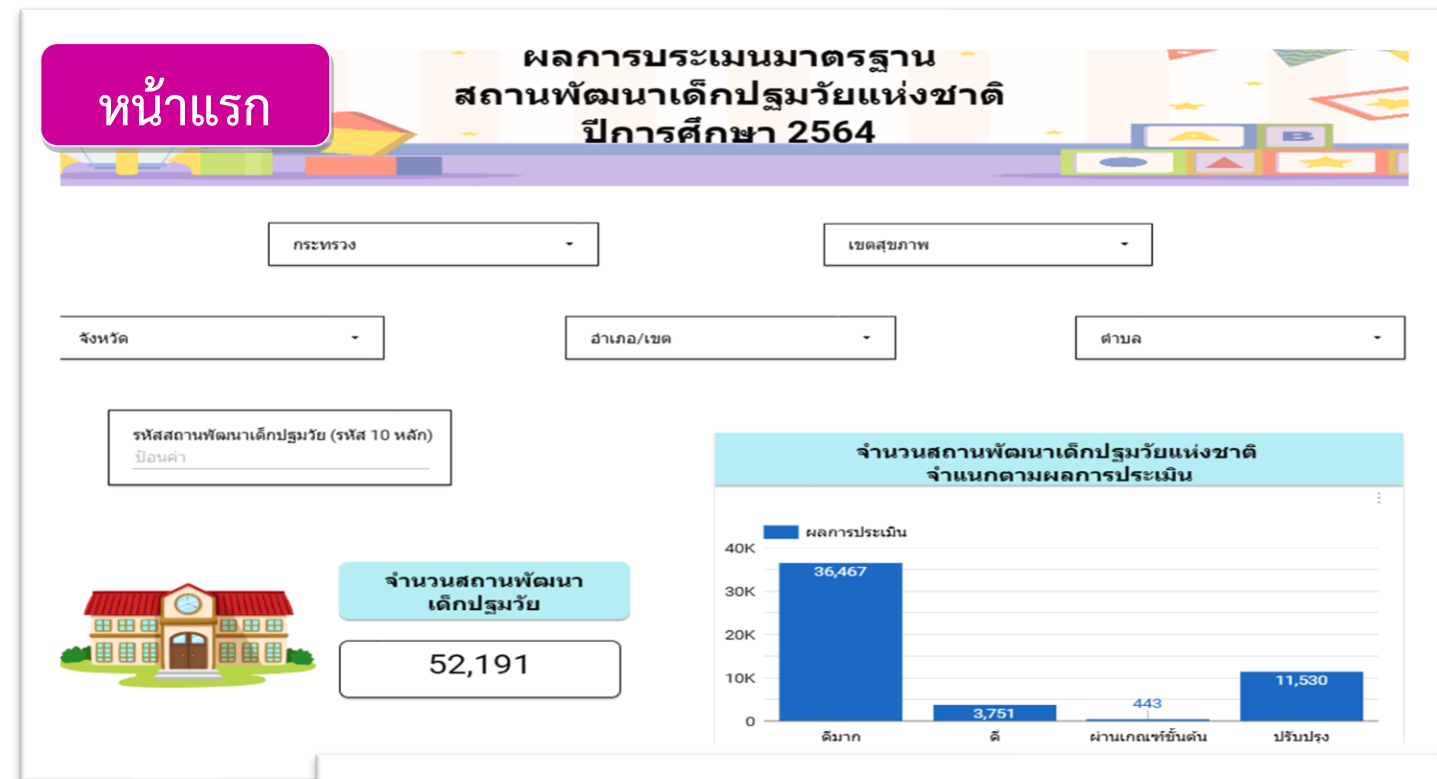 หน้าแรก
ผลการประเมินมาตรฐาน
สถานพัฒนาเด็กปฐมวัยแห่งชาติ
ปีการศึกษา 2564
A B
กระทรวง
เขตสุขภาพ
จังหวัด
อำเภอ/เขต
ตำบล
รหัสสถานพัฒนาเด็กปฐมวัย (รหัส 10 หลัก)
ป้อนค่า
จำนวนสถานพัฒนาเด็กปฐมวัยแห่งชาติ
จำแนกตามผลการประเมิน
ผลการประเมิน
จำนวนสถานพัฒนา
เด็กปฐมวัย
52,191
40K
30K
20K
10K
0
36,467
3,751
443
11,530
ดีมาก
ดี
ผ่านเกณฑ์ขั้นต้น
ปรับปรุง